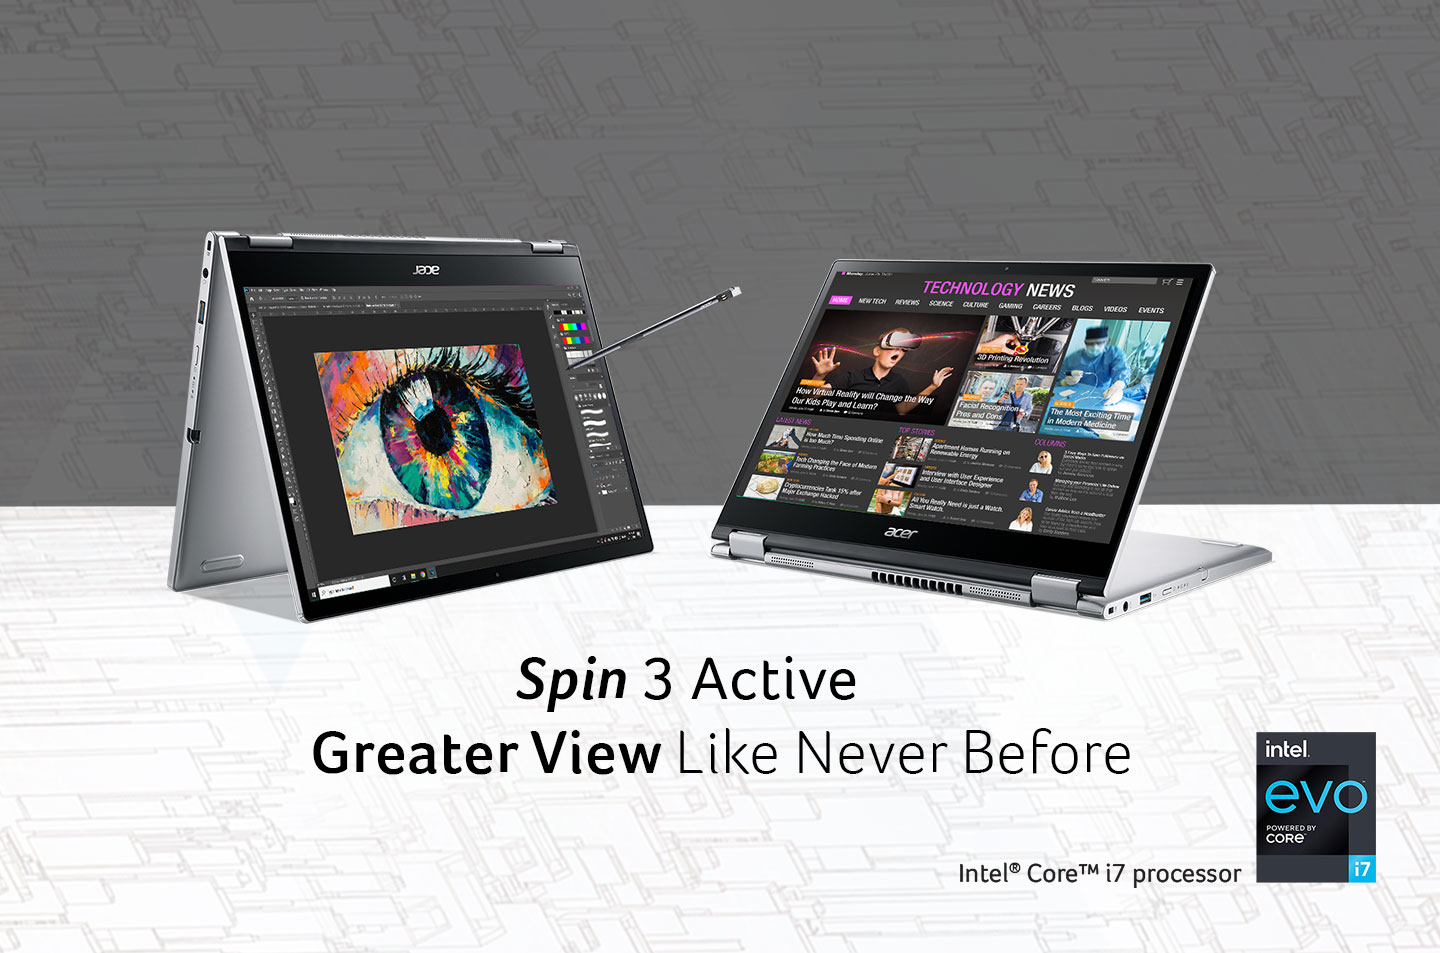 acer
TECHNOLOGY NEWS
HOME NEW TECH REVIEWS SCIENCE CULTURE GAMING CAREERS BLOGS VIDEOS EVENTS
3D Printing Revolution
How Virtual Reality will Change the Way
Our Kids Play and Learn?
Facial Recognition
Pros and Cons
The Most Exciting Time
in Modern Medicine
LATEST NEWS
How Much Time Spending Online
is too Much?
Tech Changing the Face of Modern
Farming Practices
Cryptocurrencies Tank 15% after
Major Exchange Hacked
TOP STORIES
Apartment Homes Running on
Renewable Energy
Interview with User Experience
and User Interface Designer
All You Really Need is just a Watch.
Smart Watch.
COLUMNS
acer
Spin 3 Active
Greater View Like Never Before
intel.
evo
POWERED BY
CORE™
i7
Intel® Core™ i7 processor